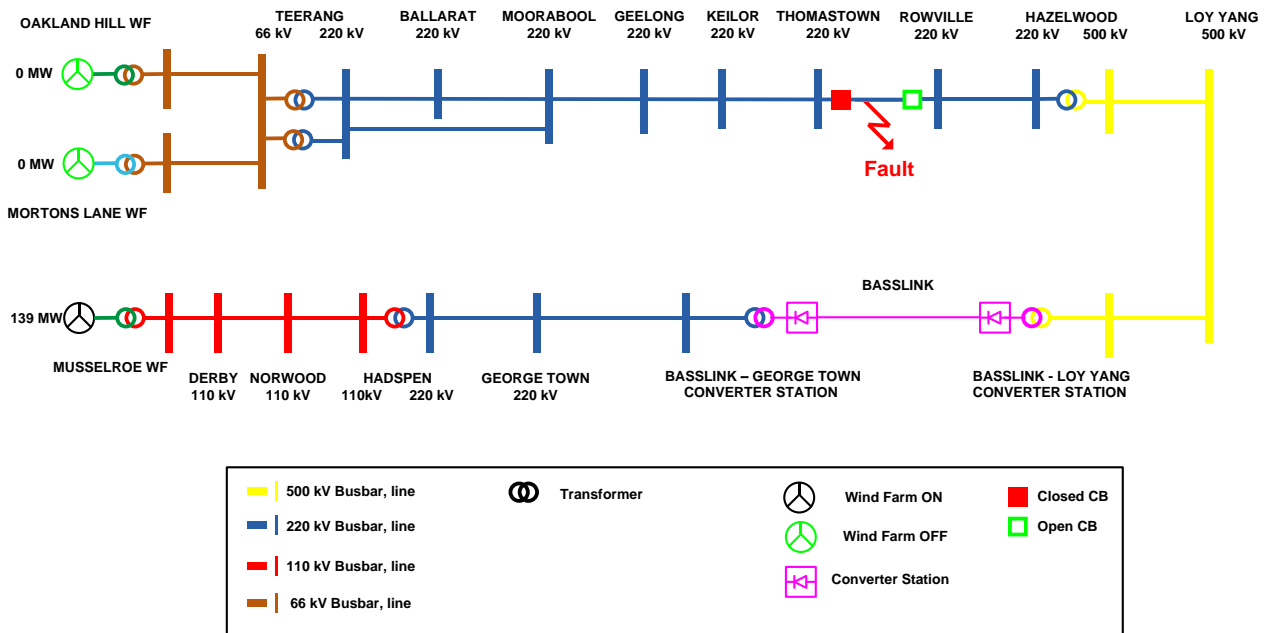 OAKLAND HILL WF
TEERANG
66 kV 220 kV
BALLARAT
220 kV
MOORABOOL
220 kV
GEELONG
220 kV
KEILOR
220 kV
THOMASTOWN
220 kV
ROWVILLE
220 kV
HAZELWOOD
220 kV 500 kV
LOY YANG
500 kV
0 MW
Fault
0 MW
MORTONS LANE WF
BASSLINK
139 MW
MUSSELROE WF
DERBY
110 kV
NORWOOD
110 kV
HADSPEN
110kV 220 kV
GEORGE TOWN
220 kV
BASSLINK – GEORGE TOWN
CONVERTER STATION
BASSLINK - LOY YANG
CONVERTER STATION
500 kV Busbar, line
220 kV Busbar, line
110 kV Busbar, line
66 kV Busbar, line
Transformer
Wind Farm ON
Wind Farm OFF
Converter Station
Closed CB
Open CB